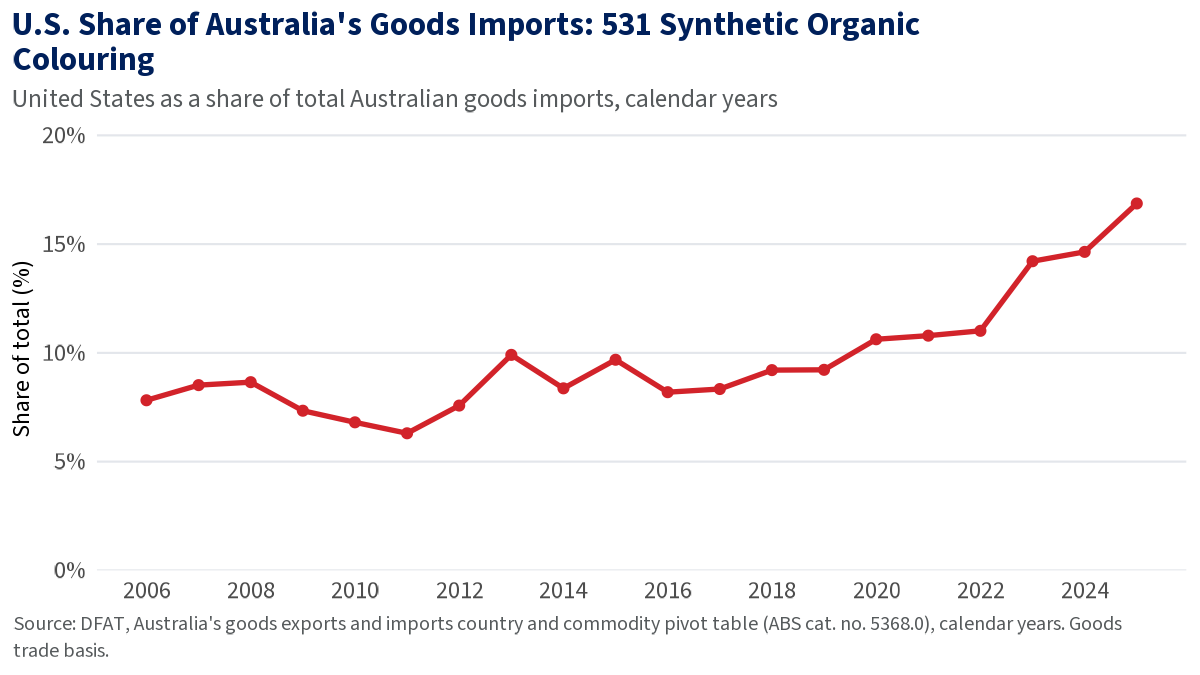 U.S. Share of Australia's Goods Imports: 531 Synthetic Organic
Colouring
United States as a share of total Australian goods imports, calendar years
20%
15%
10%
5%
0%
Share of total (%)
2006 2008 2010 2012 2014 2016 2018 2020 2022 2024
Source: DFAT, Australia's goods exports and imports country and commodity pivot table (ABS cat. no. 5368.0), calendar years. Goods
trade basis.